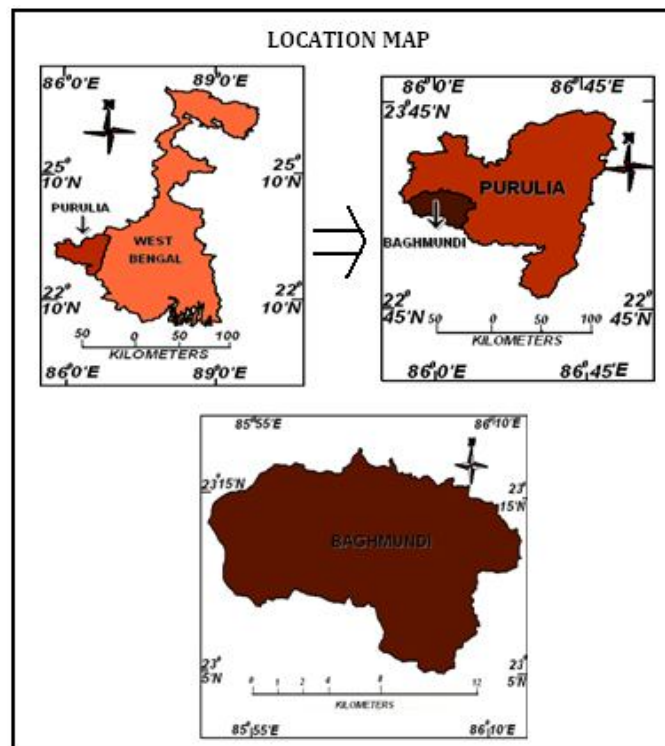 LOCATION MAP
86°0'E 89°0'E
25°10'N 25°10'N
PURULIA
WEST BENGAL
22°10'N 22°10'N
50 0 50 100
KILOMETERS
86°0'E 89°0'E
N
86°0'E 86°45'E
23°45'N
PURULIA
BAGHMUNDI
22°45'N 22°45'N
50 0 50 100
KILOMETERS
86°0'E 86°45'E
85°55'E 86°10'E
23°15'N 23°15'N
BAGHMUNDI
23°5'N 23°5'N
0 1 2 4 8 12
KILOMETERS
85°55'E 86°10'E